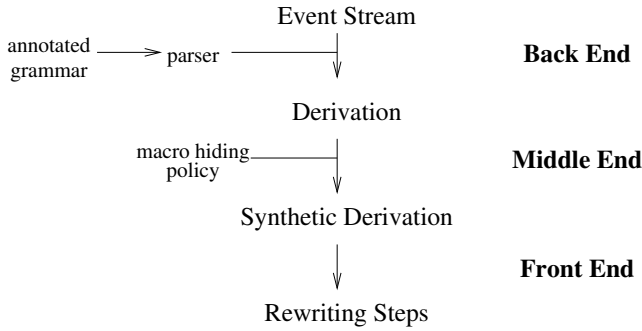 Event Stream
annotated
grammar
parser
Back End
Derivation
macro hiding
policy
Middle End
Synthetic Derivation
Front End
Rewriting Steps